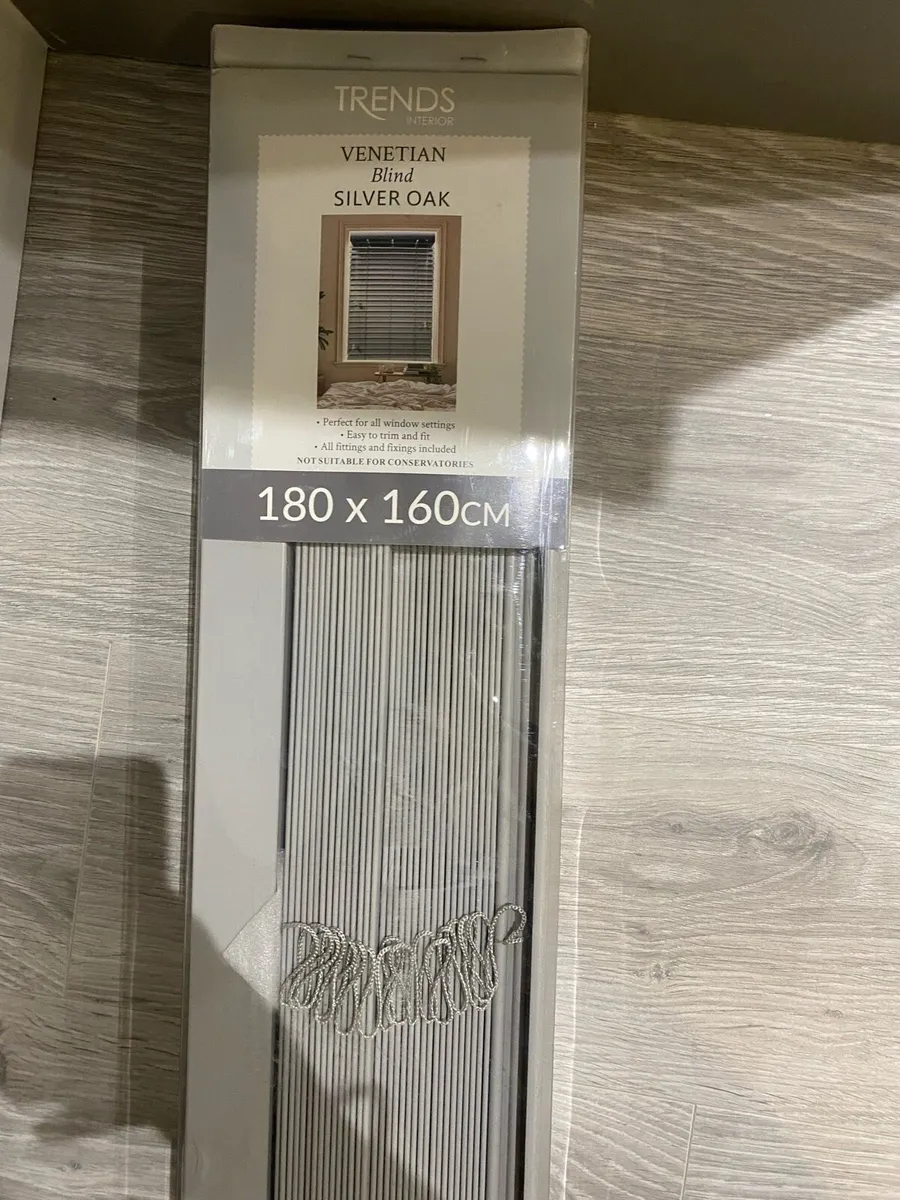 TRENDS
INTERIOR
VENETIAN
Blind
SILVER OAK
• Perfect for all window settings
• Easy to trim and fit
• All fittings and fixings included
NOT SUITABLE FOR CONSERVATORIES
180 x 160CM